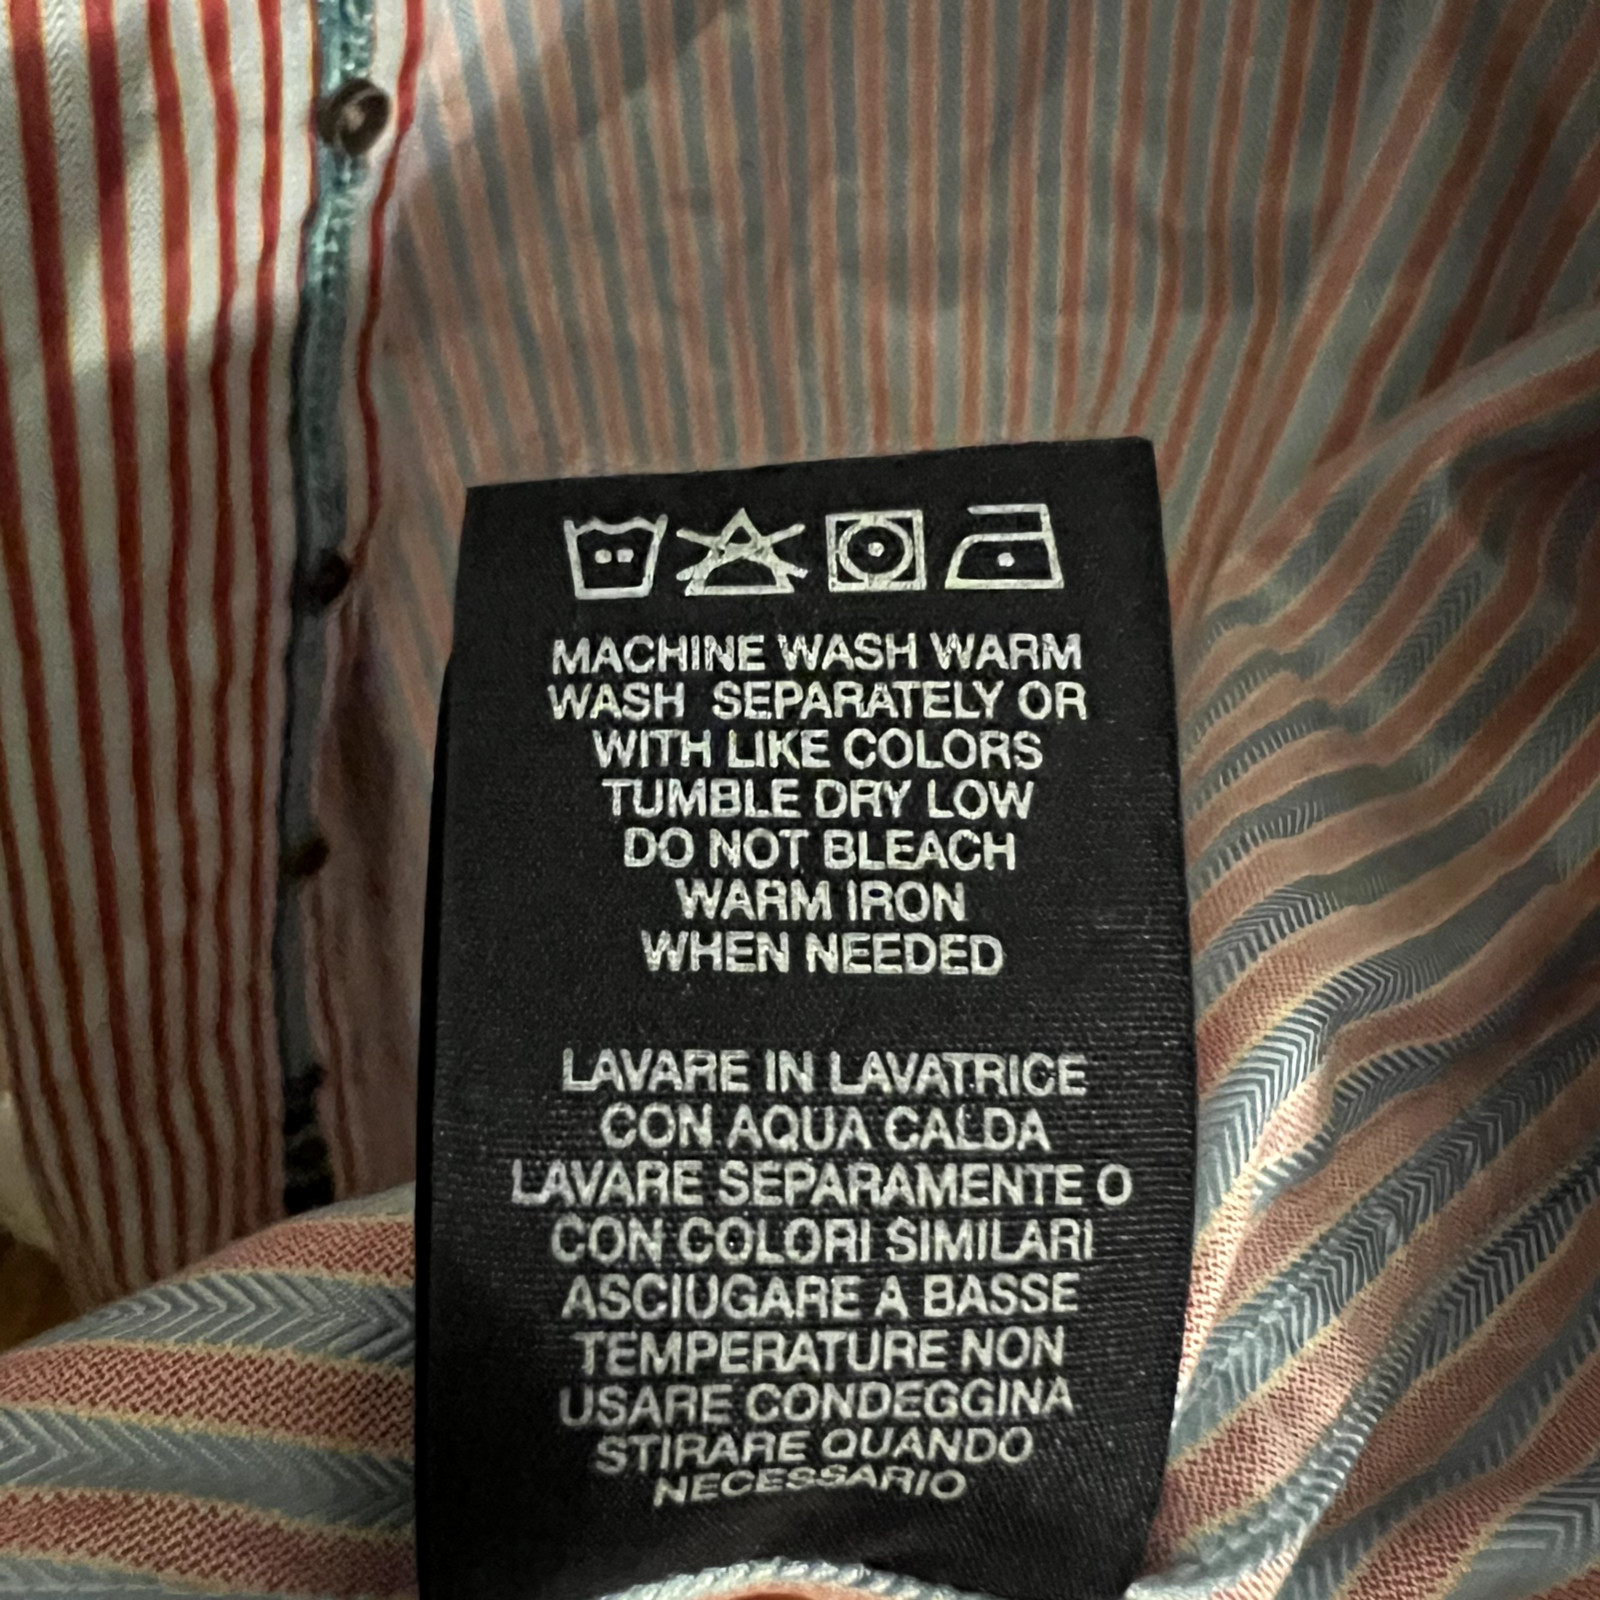 MACHINE WASH WARM
WASH SEPARATELY OR
WITH LIKE COLORS
TUMBLE DRY LOW
DO NOT BLEACH
WARM IRON
WHEN NEEDED
LAVARE IN LAVATRICE
CON AQUA CALDA
LAVARE SEPARAMENTE O
CON COLORI SIMILARI
ASCIUGARE A BASSE
TEMPERATURE NON
USARE CONDEGGINA
STIRARE QUANDO
NECESSARIO